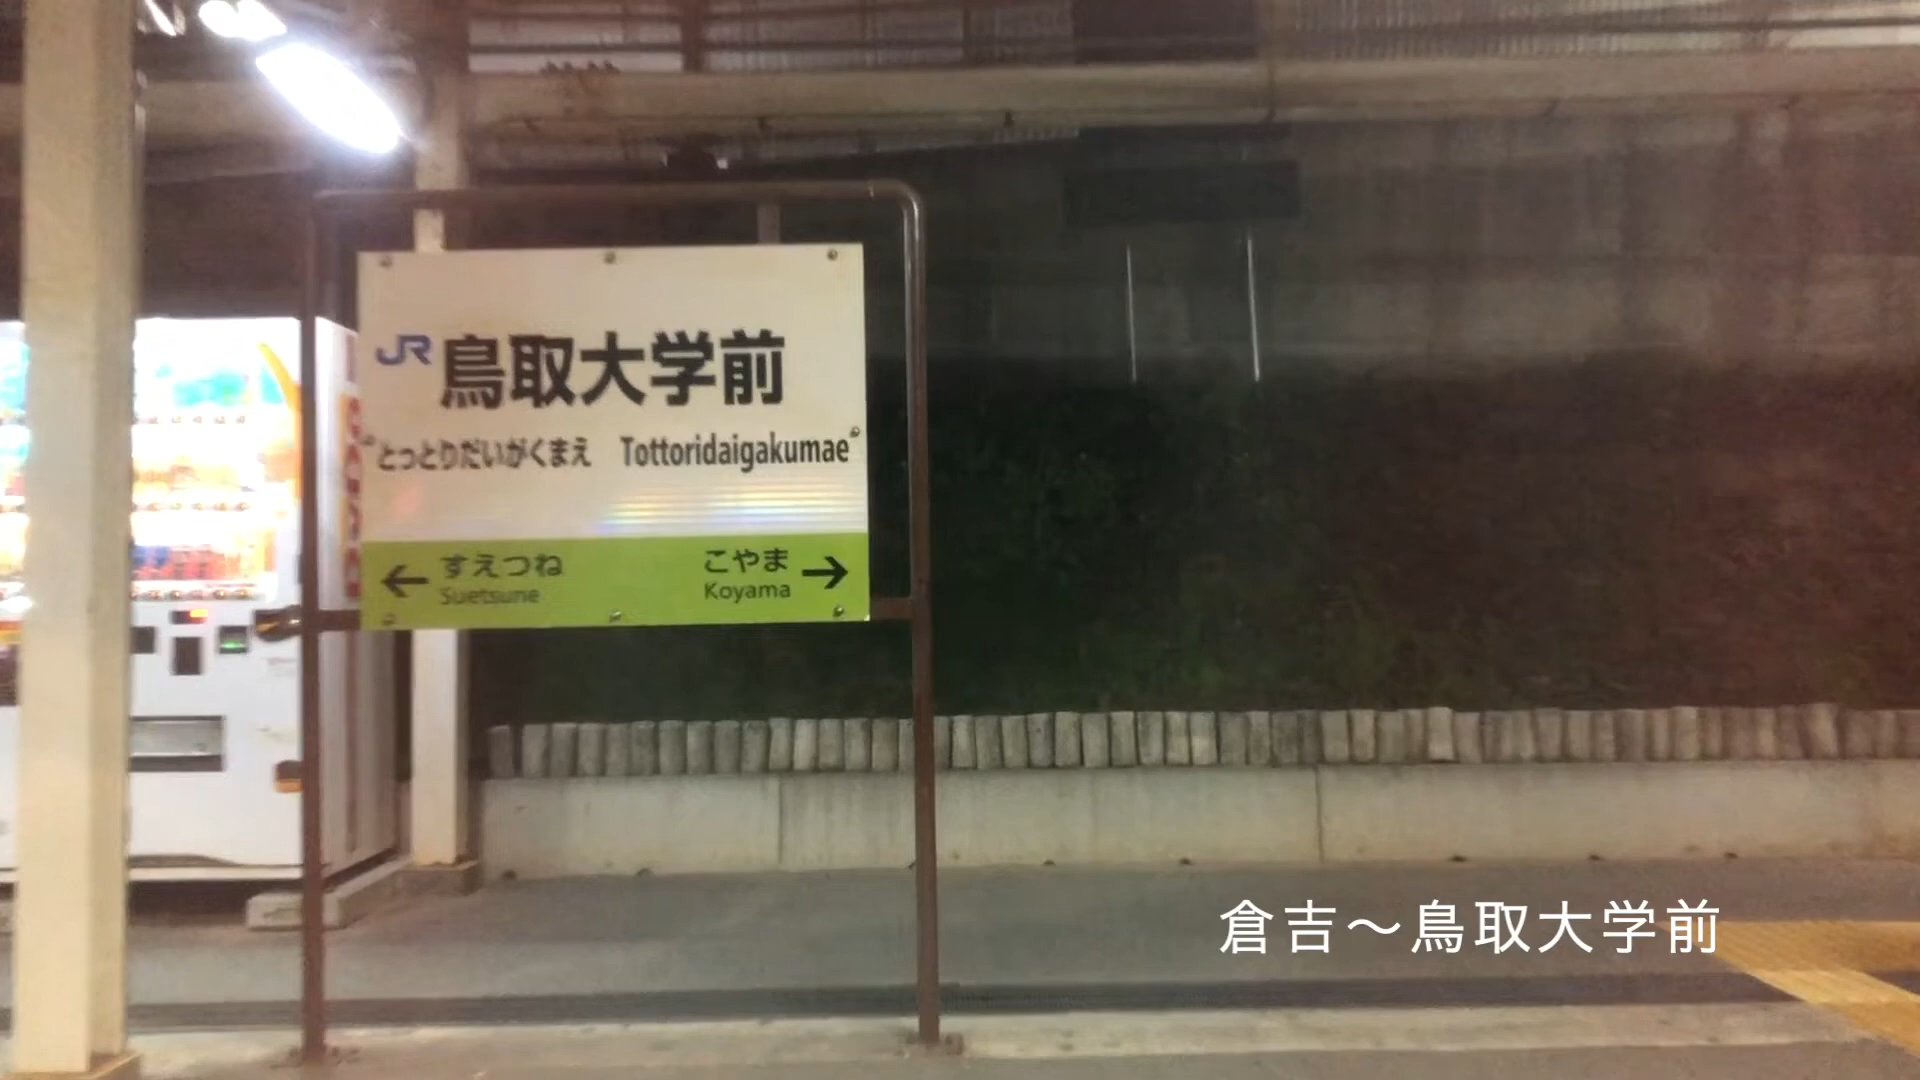 JR 鳥取大学前
とっとりだいがくまえ Tottoridaigakumae
← すえつね こやま →
Suetsune Koyama
倉吉～鳥取大学前